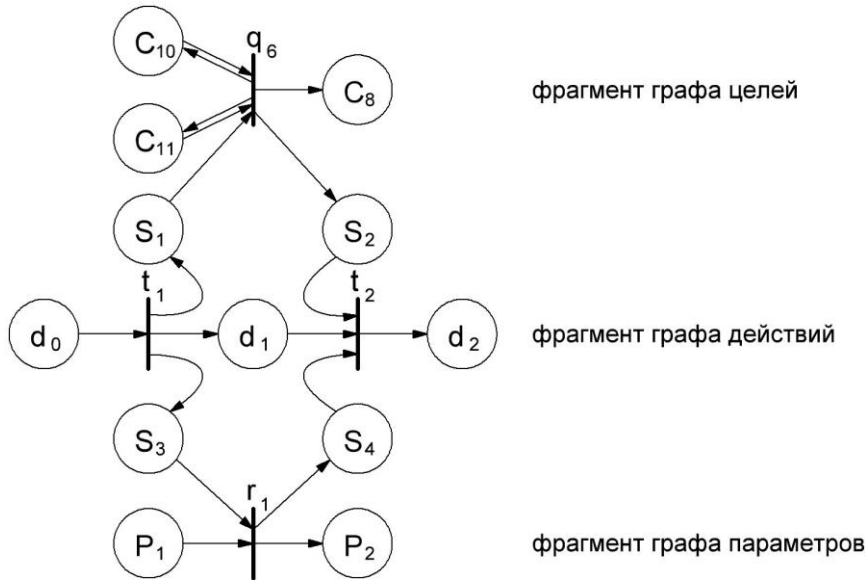 C10
q6
C8
фрагмент графа целей
C11
S1
S2
t1
t2
d0
d1
d2
фрагмент графа действий
S3
S4
r1
P1
P2
фрагмент графа параметров